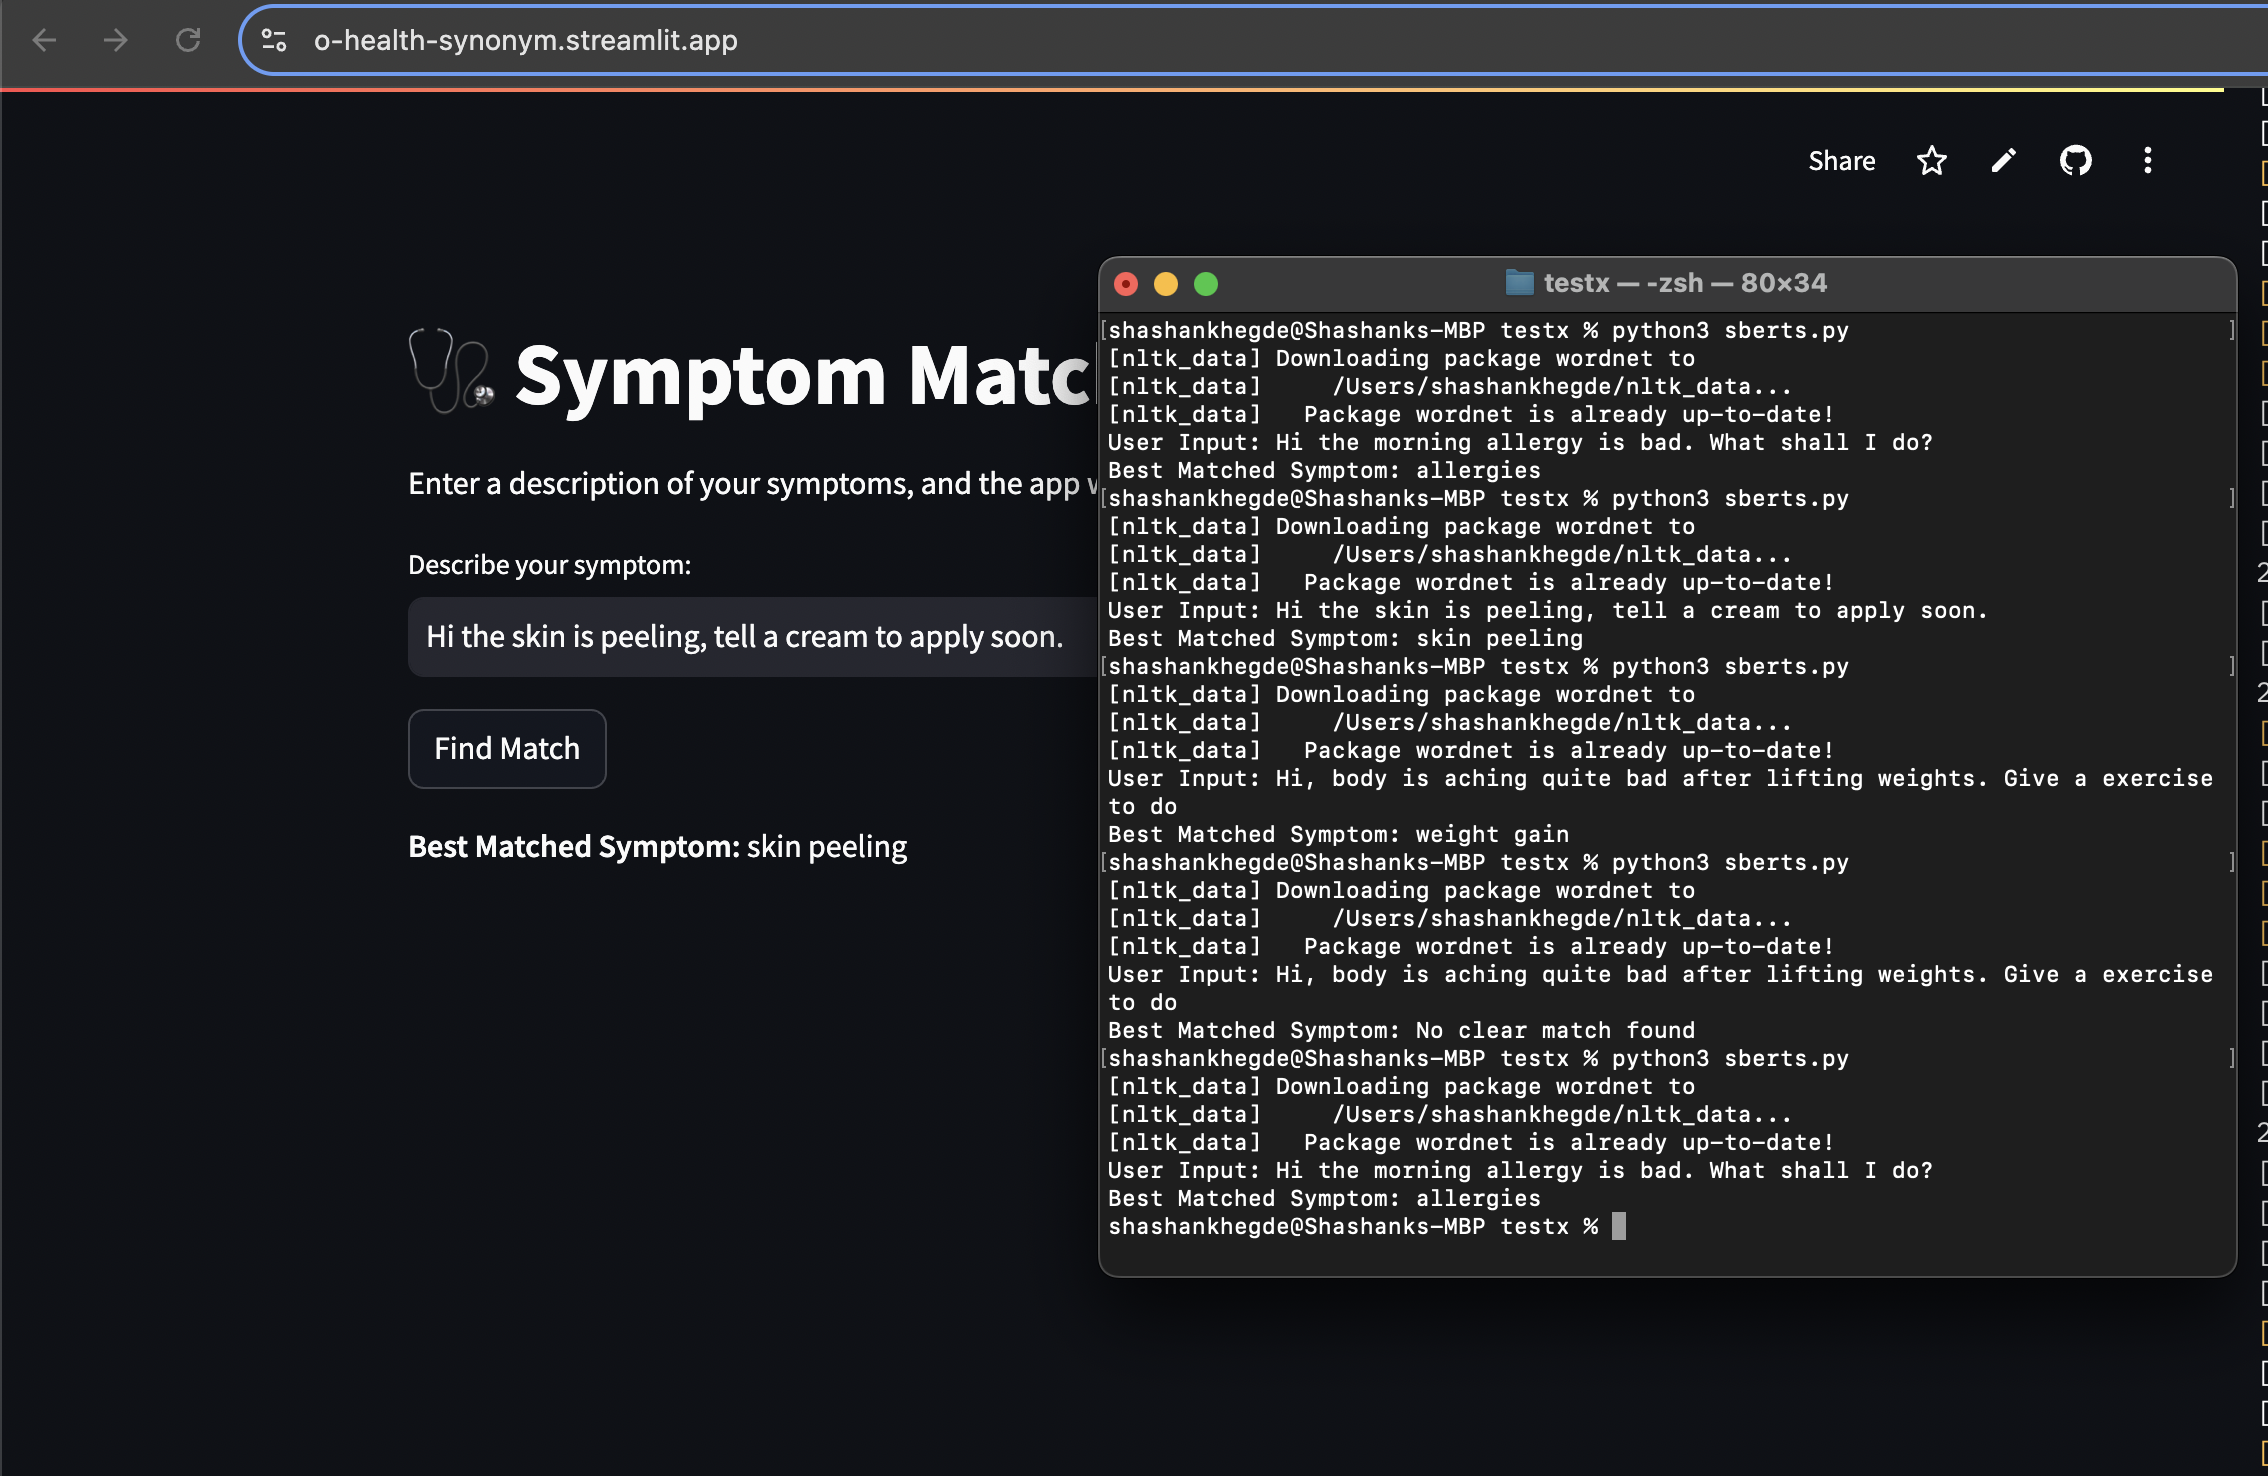 o-health-synonym.streamlit.app
Share
Symptom Matc
Enter a description of your symptoms, and the app
Describe your symptom:
Hi the skin is peeling, tell a cream to apply soon.
Find Match
Best Matched Symptom: skin peeling
testx — -zsh — 80×34
[shashankhegde@Shashanks-MBP testx % python3 sberts.py ]
[nltk_data] Downloading package wordnet to
[nltk_data]     /Users/shashankhegde/nltk_data...
[nltk_data]   Package wordnet is already up-to-date!
User Input: Hi the morning allergy is bad. What shall I do?
Best Matched Symptom: allergies
[shashankhegde@Shashanks-MBP testx % python3 sberts.py ]
[nltk_data] Downloading package wordnet to
[nltk_data]     /Users/shashankhegde/nltk_data...
[nltk_data]   Package wordnet is already up-to-date!
User Input: Hi the skin is peeling, tell a cream to apply soon.
Best Matched Symptom: skin peeling
[shashankhegde@Shashanks-MBP testx % python3 sberts.py ]
[nltk_data] Downloading package wordnet to
[nltk_data]     /Users/shashankhegde/nltk_data...
[nltk_data]   Package wordnet is already up-to-date!
User Input: Hi, body is aching quite bad after lifting weights. Give a exercise
to do
Best Matched Symptom: weight gain
[shashankhegde@Shashanks-MBP testx % python3 sberts.py ]
[nltk_data] Downloading package wordnet to
[nltk_data]     /Users/shashankhegde/nltk_data...
[nltk_data]   Package wordnet is already up-to-date!
User Input: Hi, body is aching quite bad after lifting weights. Give a exercise
to do
Best Matched Symptom: No clear match found
[shashankhegde@Shashanks-MBP testx % python3 sberts.py ]
[nltk_data] Downloading package wordnet to
[nltk_data]     /Users/shashankhegde/nltk_data...
[nltk_data]   Package wordnet is already up-to-date!
User Input: Hi the morning allergy is bad. What shall I do?
Best Matched Symptom: allergies
shashankhegde@Shashanks-MBP testx %